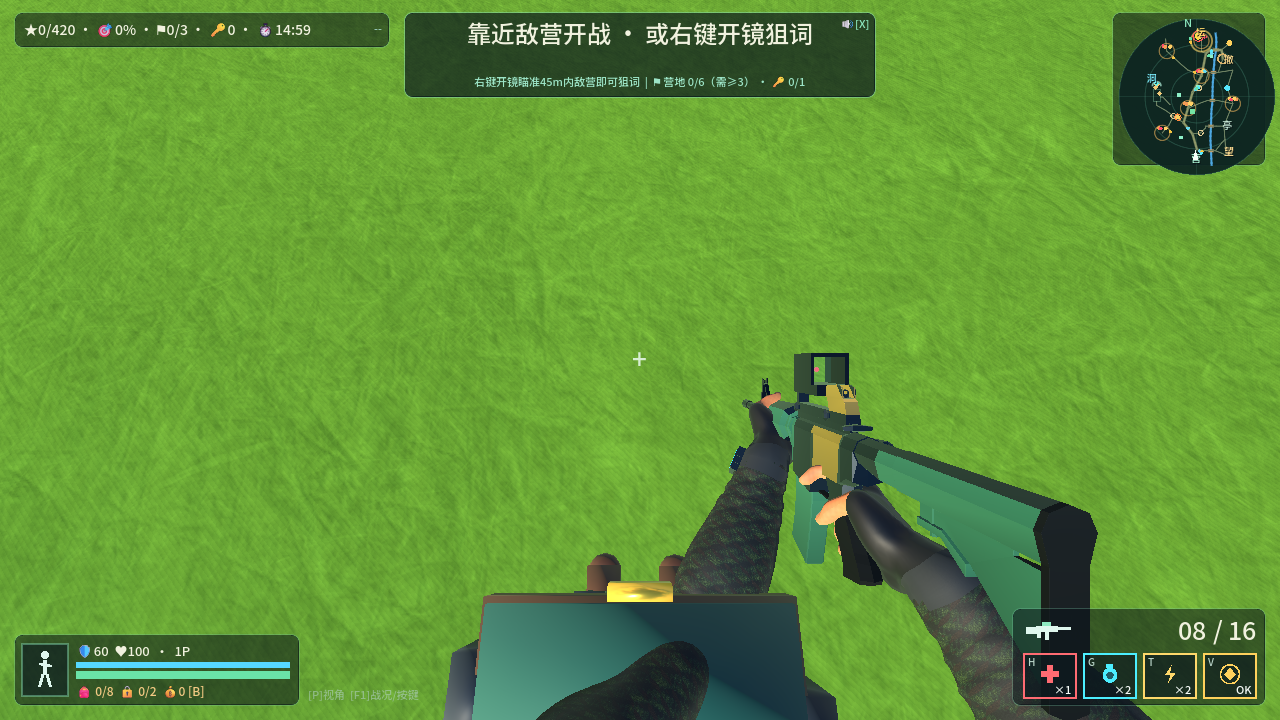 ★0/420 · 🎯 0% · ⚑0/3 · 🔑0 · ⏱ 14:59 --
靠近敌营开战 · 或右键开镜狙词
🔊[X]
右键开镜瞄准45m内敌营即可狙词 | ⚑ 营地 0/6（需≥3） · 🔑 0/1
N
撤
洞
亭
望
60 ♥100 · 1P
0/8 0/2 0 [B]
[P]视角 [F1]战况/按键
08 / 16
H ×1
G ×2
T ×2
V OK